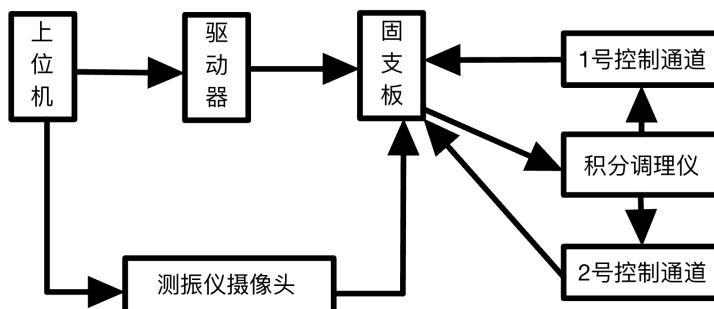 上位机
驱动器
固支板
1号控制通道
积分调理仪
2号控制通道
测振仪摄像头